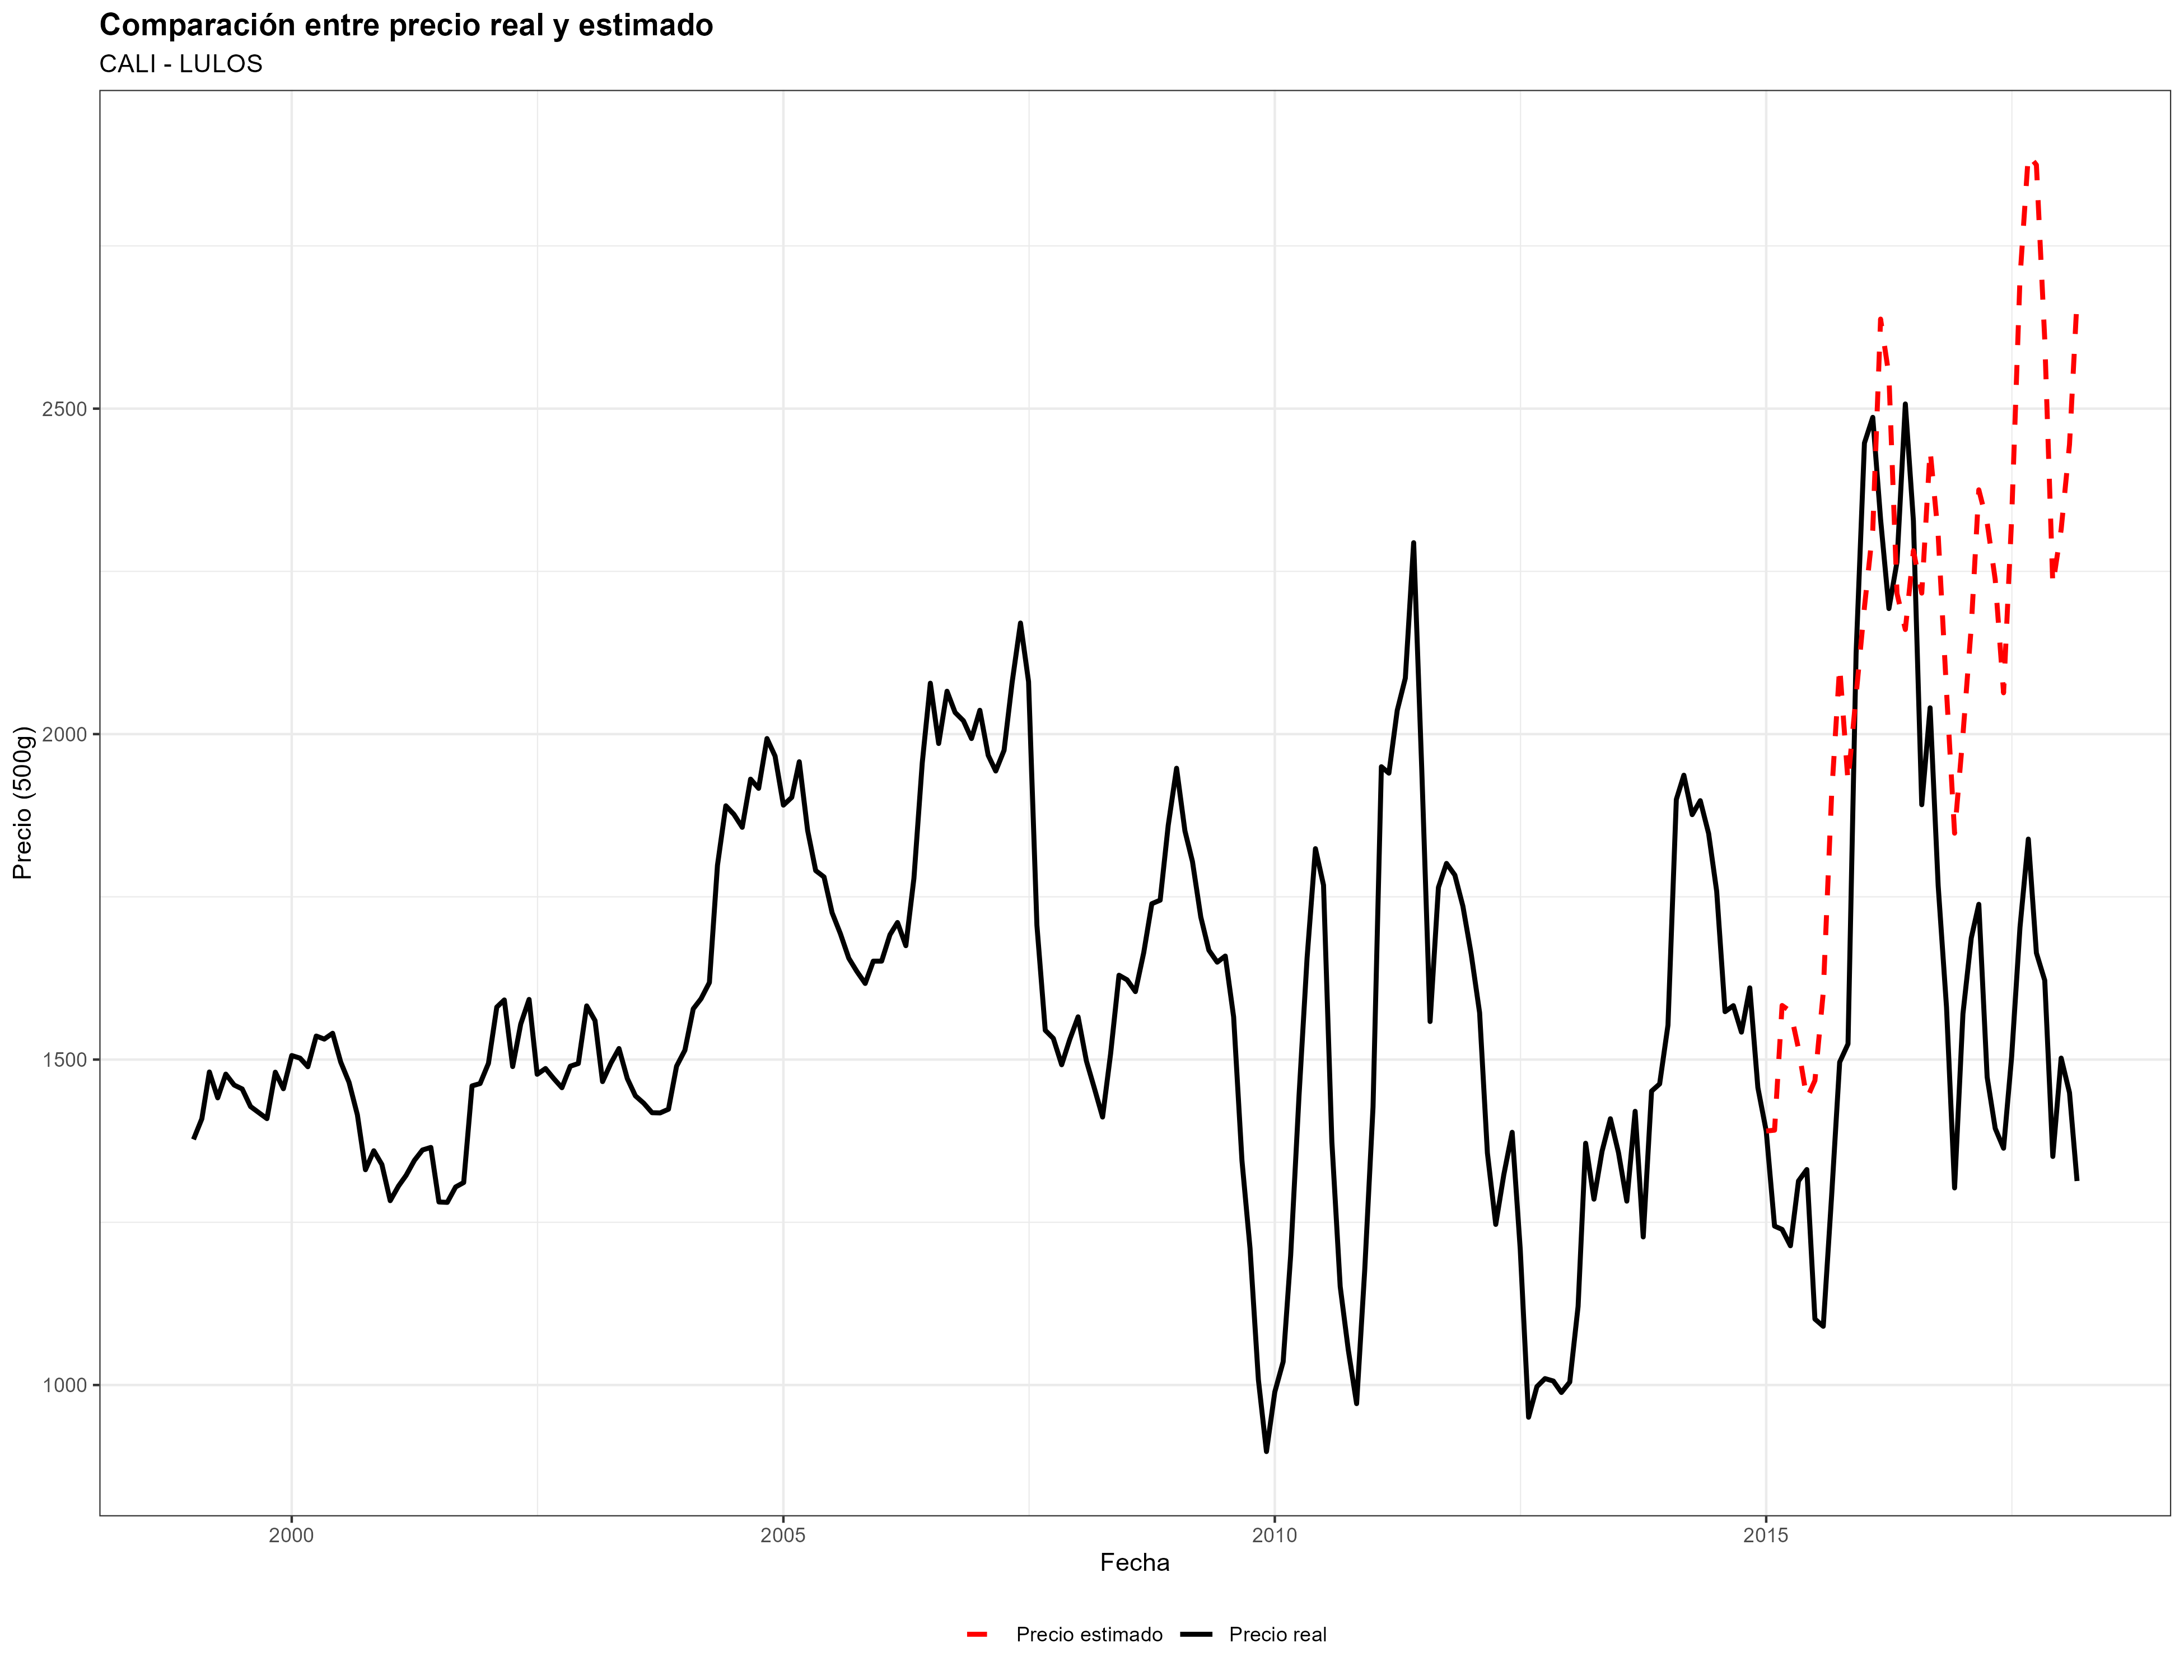 Comparación entre precio real y estimado
CALI - LULOS
Precio (500g)
2500
2000
1500
1000
2000
2005
2010
2015
Fecha
Precio estimado
Precio real